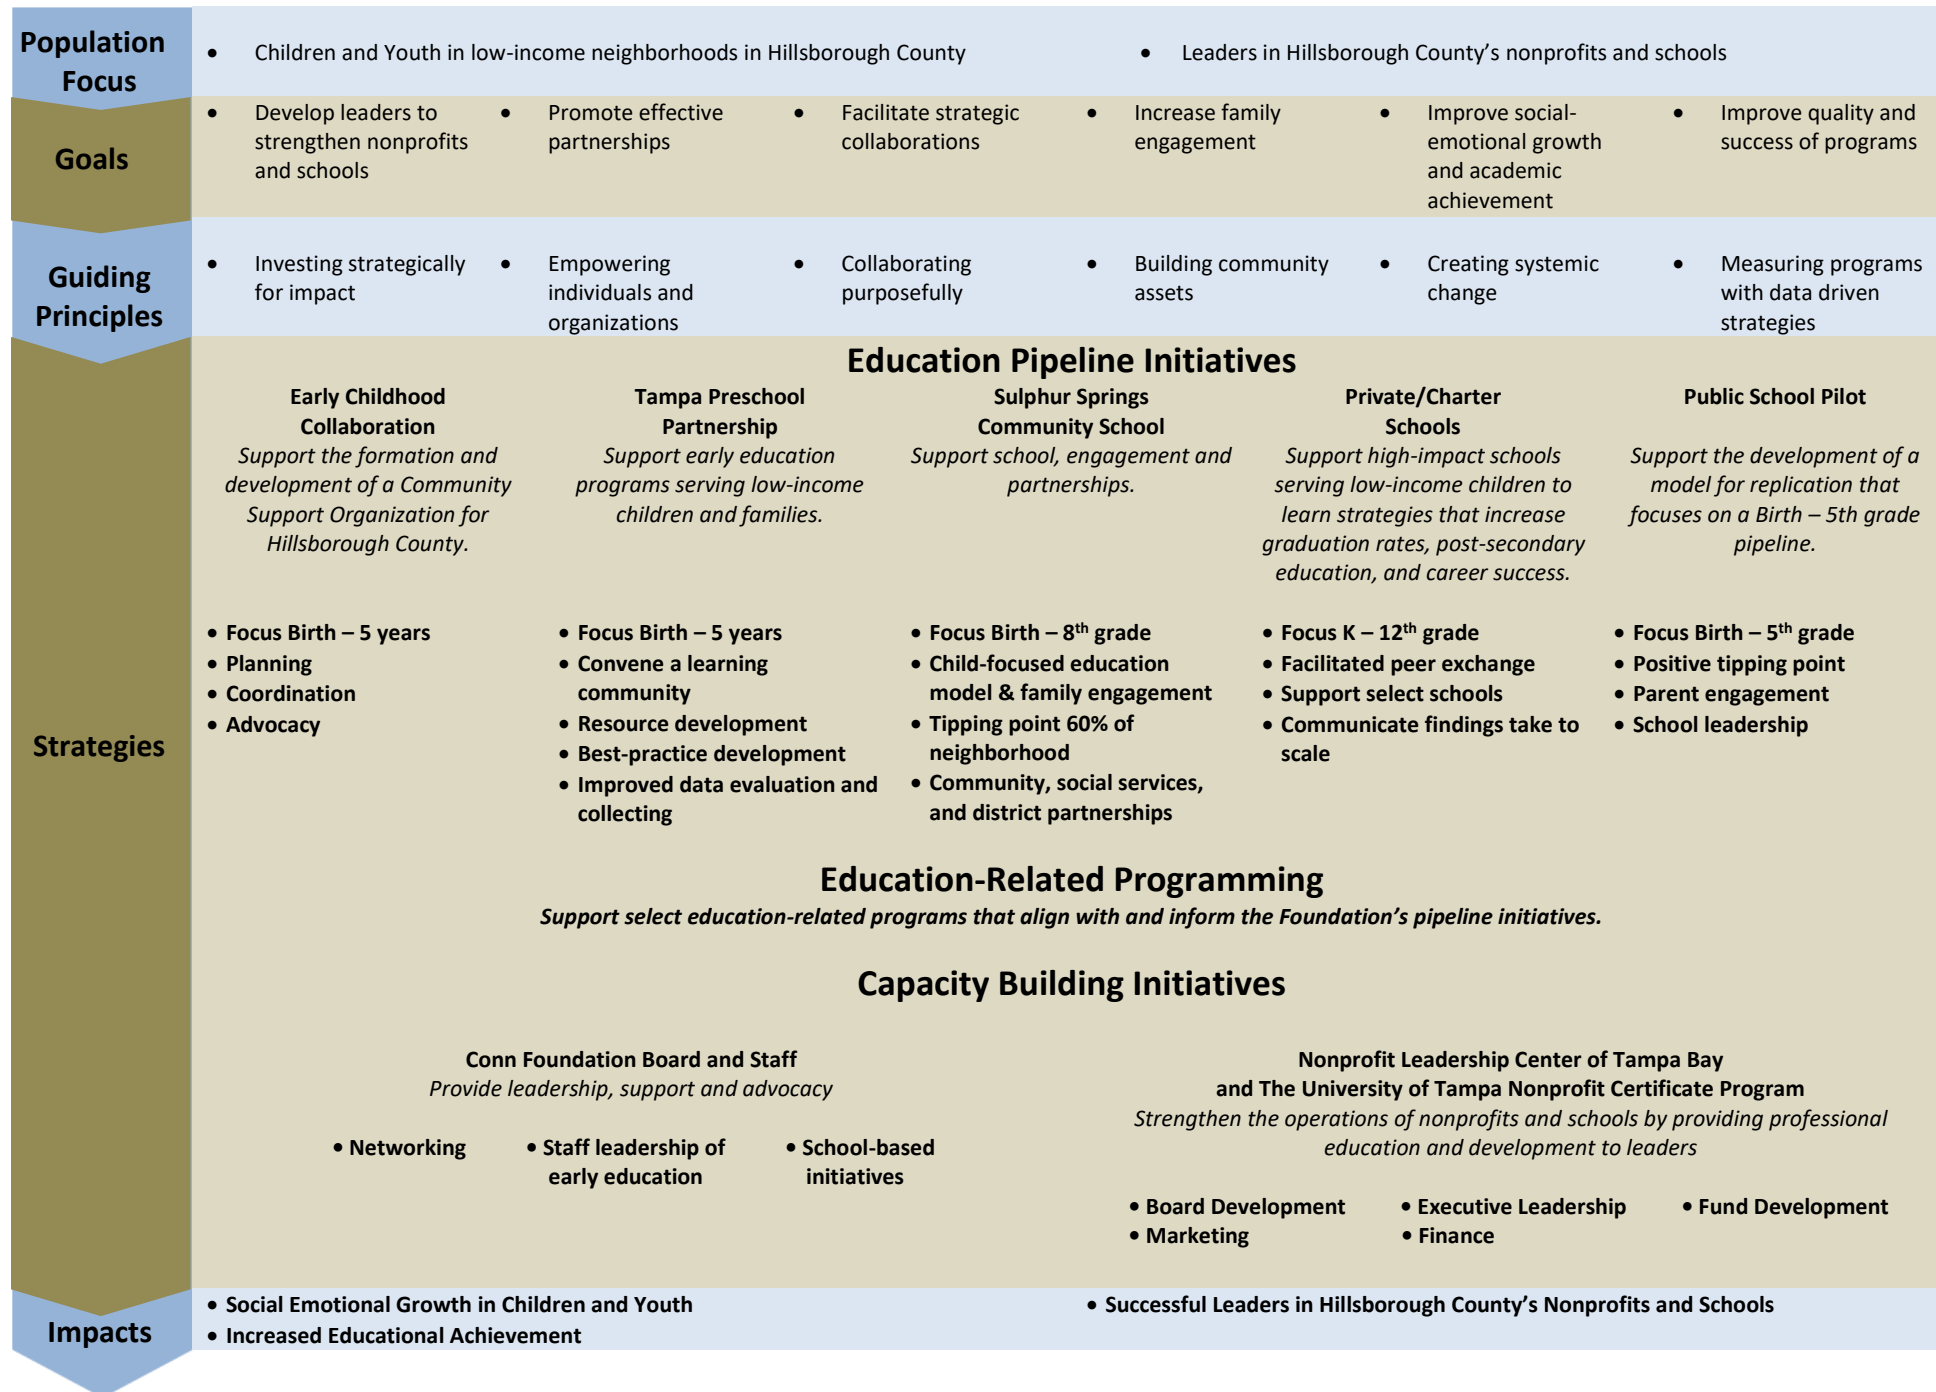 Population
Focus
• Children and Youth in low-income neighborhoods in Hillsborough County
• Leaders in Hillsborough County’s nonprofits and schools
Goals
• Develop leaders to
strengthen nonprofits
and schools
• Promote effective
partnerships
• Facilitate strategic
collaborations
• Increase family
engagement
• Improve social-
emotional growth
and academic
achievement
• Improve quality and
success of programs
Guiding
Principles
• Investing strategically
for impact
• Empowering
individuals and
organizations
• Collaborating
purposefully
• Building community
assets
• Creating systemic
change
• Measuring programs
with data driven
strategies
Strategies
Education Pipeline Initiatives
Early Childhood
Collaboration
Support the formation and
development of a Community
Support Organization for
Hillsborough County.
• Focus Birth – 5 years
• Planning
• Coordination
• Advocacy
Tampa Preschool
Partnership
Support early education
programs serving low-income
children and families.
• Focus Birth – 5 years
• Convene a learning
community
• Resource development
• Best-practice development
• Improved data evaluation and
collecting
Sulphur Springs
Community School
Support school, engagement and
partnerships.
• Focus Birth – 8th grade
• Child-focused education
model & family engagement
• Tipping point 60% of
neighborhood
• Community, social services,
and district partnerships
Private/Charter
Schools
Support high-impact schools
serving low-income children to
learn strategies that increase
graduation rates, post-secondary
education, and career success.
• Focus K – 12th grade
• Facilitated peer exchange
• Support select schools
• Communicate findings take to
scale
Public School Pilot
Support the development of a
model for replication that
focuses on a Birth – 5th grade
pipeline.
• Focus Birth – 5th grade
• Positive tipping point
• Parent engagement
• School leadership
Education-Related Programming
Support select education-related programs that align with and inform the Foundation’s pipeline initiatives.
Capacity Building Initiatives
Conn Foundation Board and Staff
Provide leadership, support and advocacy
• Networking
• Staff leadership of
early education
• School-based
initiatives
Nonprofit Leadership Center of Tampa Bay
and The University of Tampa Nonprofit Certificate Program
Strengthen the operations of nonprofits and schools by providing professional
education and development to leaders
• Board Development
• Executive Leadership
• Fund Development
• Marketing
• Finance
Impacts
• Social Emotional Growth in Children and Youth
• Increased Educational Achievement
• Successful Leaders in Hillsborough County’s Nonprofits and Schools